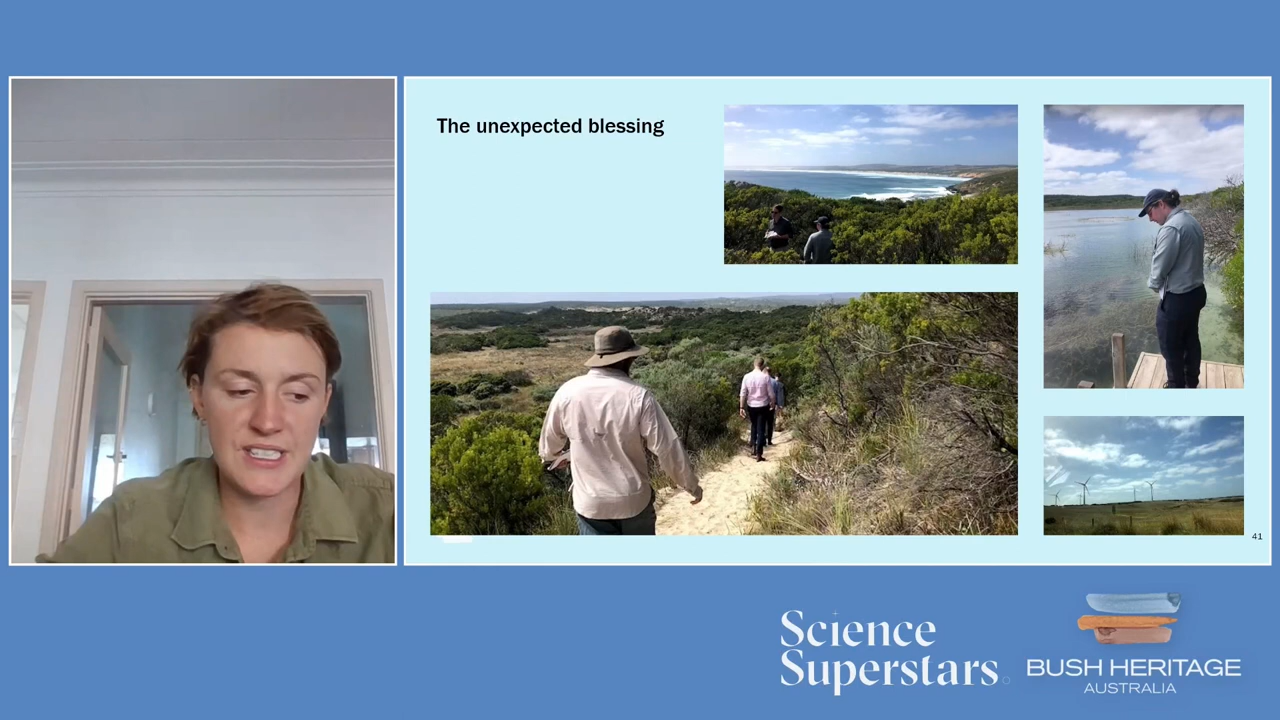 The unexpected blessing
41
Science
Superstars
BUSH HERITAGE
AUSTRALIA